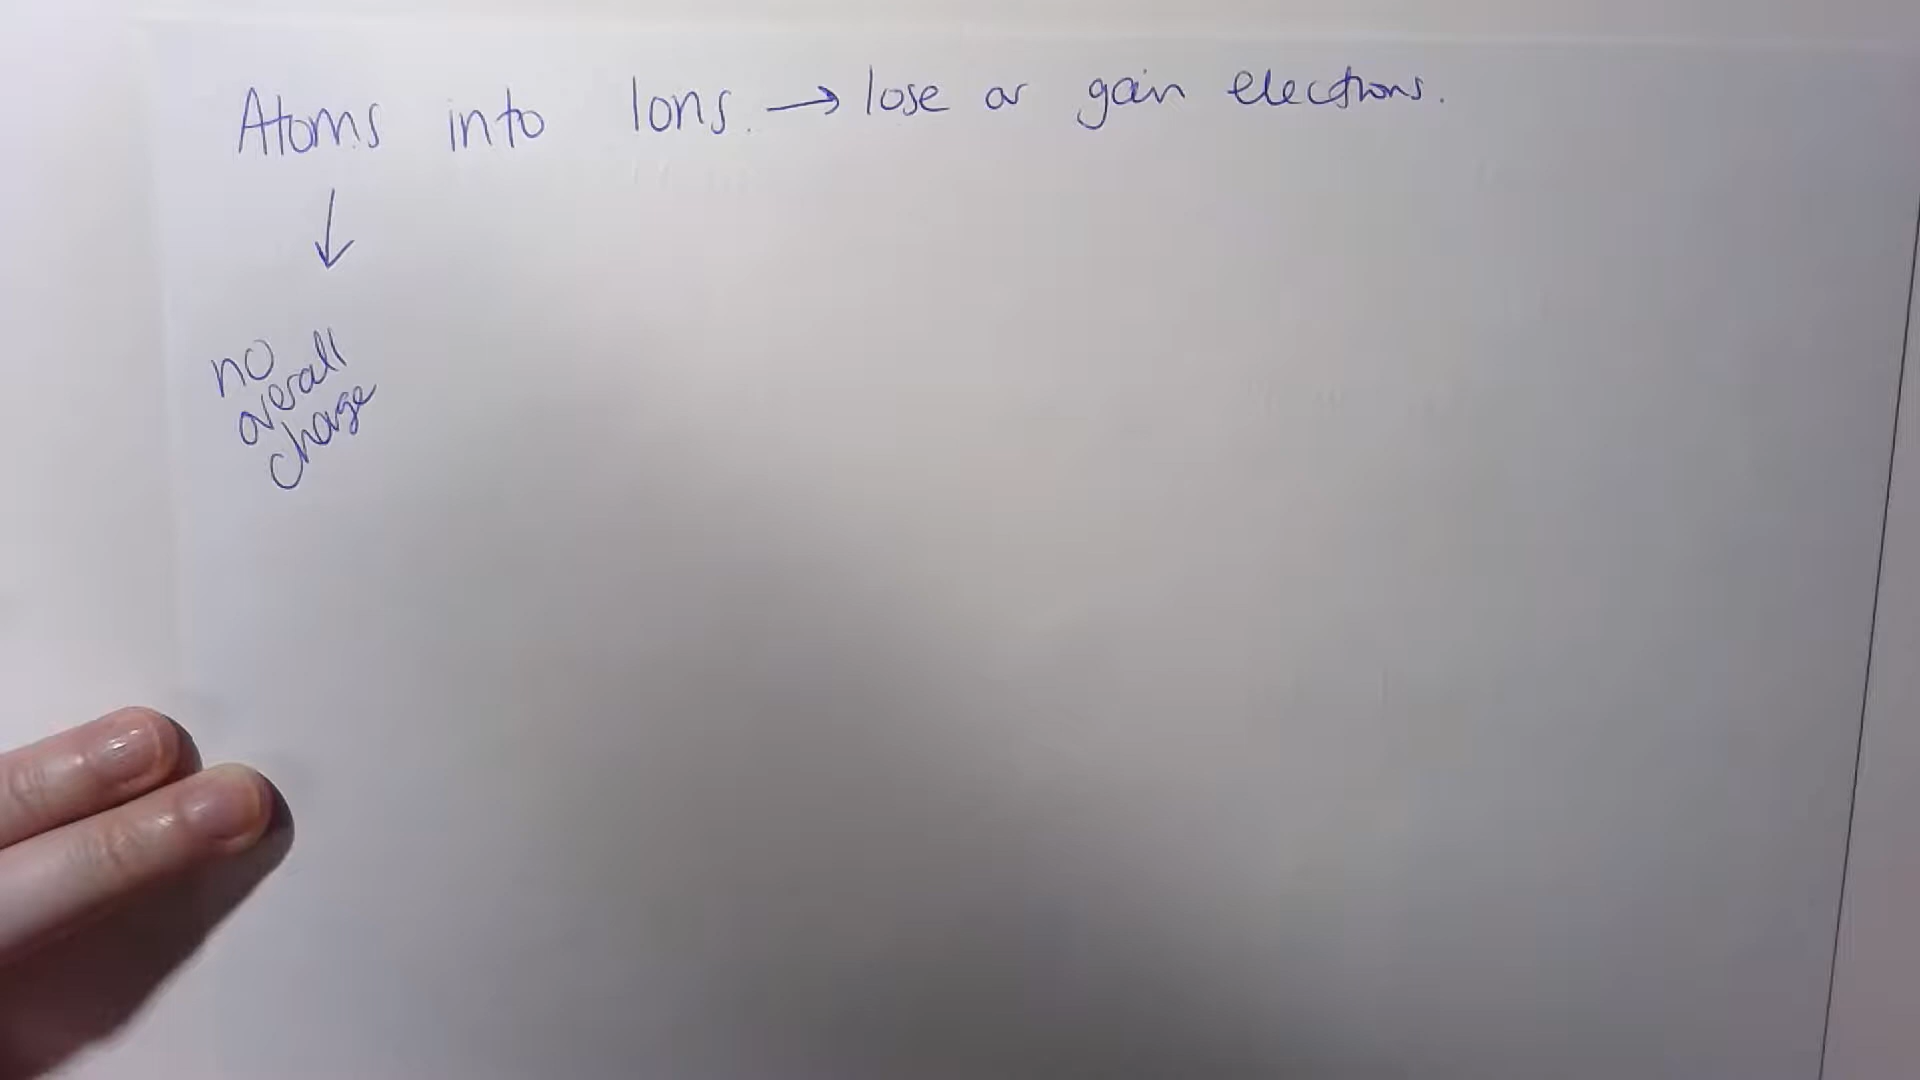 Atoms into Ions. → lose or gain electrons.
↓
no
overall
charge